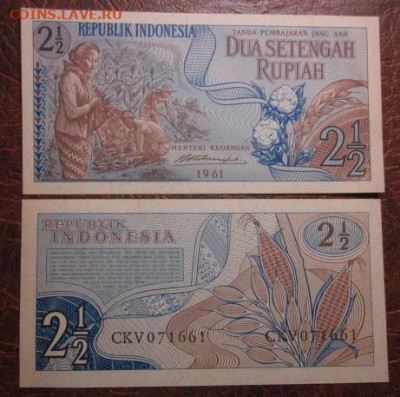 COINS.LAVE.RU
2½
REPUBLIK INDONESIA
TANDA PEMBAJARAN JANG SAH
DUA SETENGAH
RUPIAH
MENTERI KEUANGAN
2½
1961
REPUBLIK
INDONESIA
2½
2½
CKV071661
CKV071661